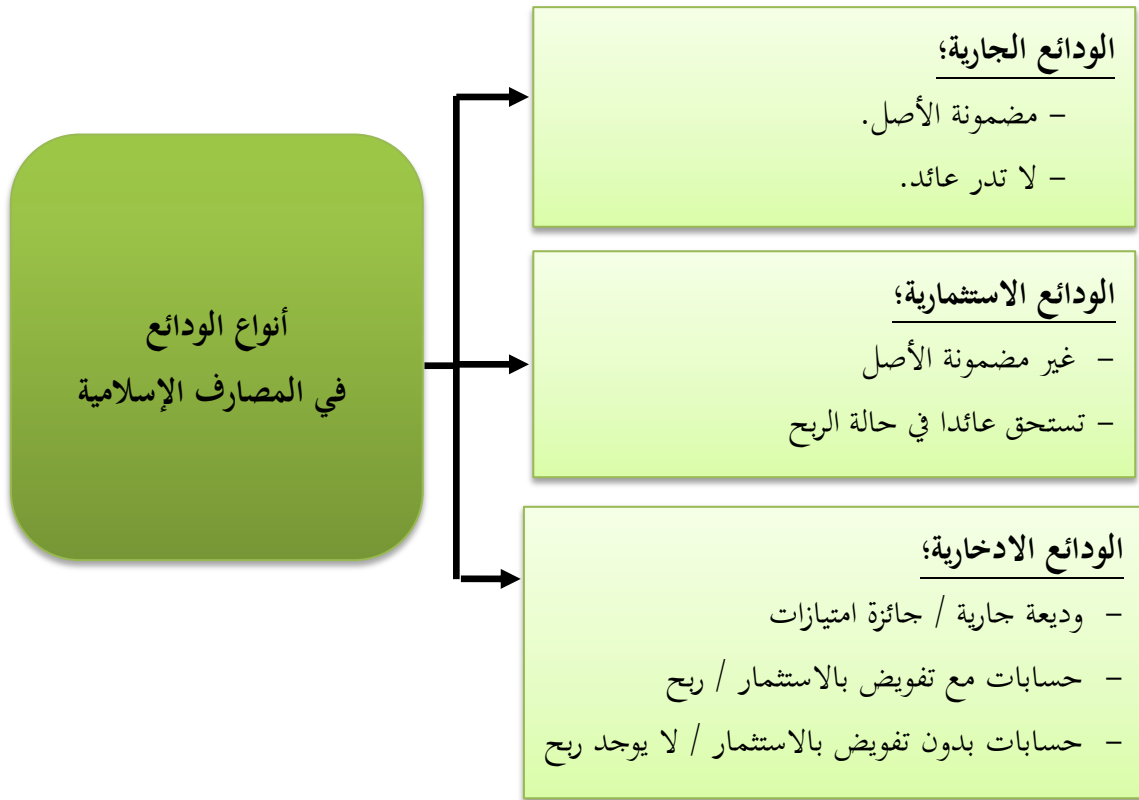 أنواع الودائع
في المصارف الإسلامية
الودائع الجارية؛
– مضمونة الأصل.
– لا تدر عائد.
الودائع الاستثمارية؛
– غير مضمونة الأصل
– تستحق عائدا في حالة الربح
الودائع الادخارية؛
– وديعة جارية / جائزة امتيازات
– حسابات مع تفويض بالاستثمار / ربح
– حسابات بدون تفويض بالاستثمار / لا يوجد ربح